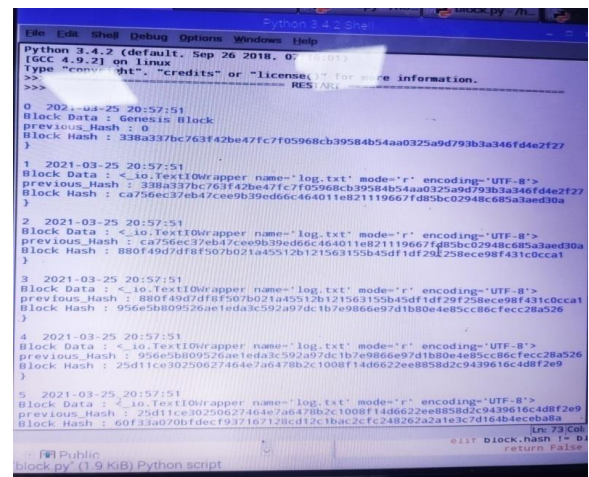 block.py - /h...
Python 3.4.2 Shell
File Edit Shell Debug Options Windows Help
Python 3.4.2 (default, Sep 26 2018, 07:16:01)
[GCC 4.9.2] on linux
Type "copyright", "credits" or "license()" for more information.
>>> ================================ RESTART ================================
>>>
0 2021-03-25 20:57:51
Block Data : Genesis Block
previous_Hash : 0
Block Hash : 338a337bc763f42be47fc7f05968cb39584b54aa0325a9d793b3a346fd4e2f27
}
1 2021-03-25 20:57:51
Block Data : <_io.TextIOWrapper name='log.txt' mode='r' encoding='UTF-8'>
previous_Hash : 338a337bc763f42be47fc7f05968cb39584b54aa0325a9d793b3a346fd4e2f27
Block Hash : ca756ec37eb47cee9b39ed66c464011e821119667fd85bc02948c685a3aed30a
}
2 2021-03-25 20:57:51
Block Data : <_io.TextIOWrapper name='log.txt' mode='r' encoding='UTF-8'>
previous_Hash : ca756ec37eb47cee9b39ed66c464011e821119667fd85bc02948c685a3aed30a
Block Hash : 880f49d7df8f507b021a45512b121563155b45df1df29f258ece98f431c0cca1
}
3 2021-03-25 20:57:51
Block Data : <_io.TextIOWrapper name='log.txt' mode='r' encoding='UTF-8'>
previous_Hash : 880f49d7df8f507b021a45512b121563155b45df1df29f258ece98f431c0cca1
Block Hash : 956e5b809526ae1eda3c592a97dc1b7e9866e97d1b80e4e85cc86cfecc28a526
}
4 2021-03-25 20:57:51
Block Data : <_io.TextIOWrapper name='log.txt' mode='r' encoding='UTF-8'>
previous_Hash : 956e5b809526ae1eda3c592a97dc1b7e9866e97d1b80e4e85cc86cfecc28a526
Block Hash : 25d11ce30250627464e7a6478b2c1008f14d6622ee8858d2c9439616c4d8f2e9
}
5 2021-03-25 20:57:51
Block Data : <_io.TextIOWrapper name='log.txt' mode='r' encoding='UTF-8'>
previous_Hash : 25d11ce30250627464e7a6478b2c1008f14d6622ee8858d2c9439616c4d8f2e9
Block Hash : 60f33a070bfdecf937167128cd12c1bac2cfc248262a2a1e3c7d164b4eceba8a
Ln: 73 Col:
elif block.hash != bl
return False
Public
block.py" (1.9 KiB) Python script